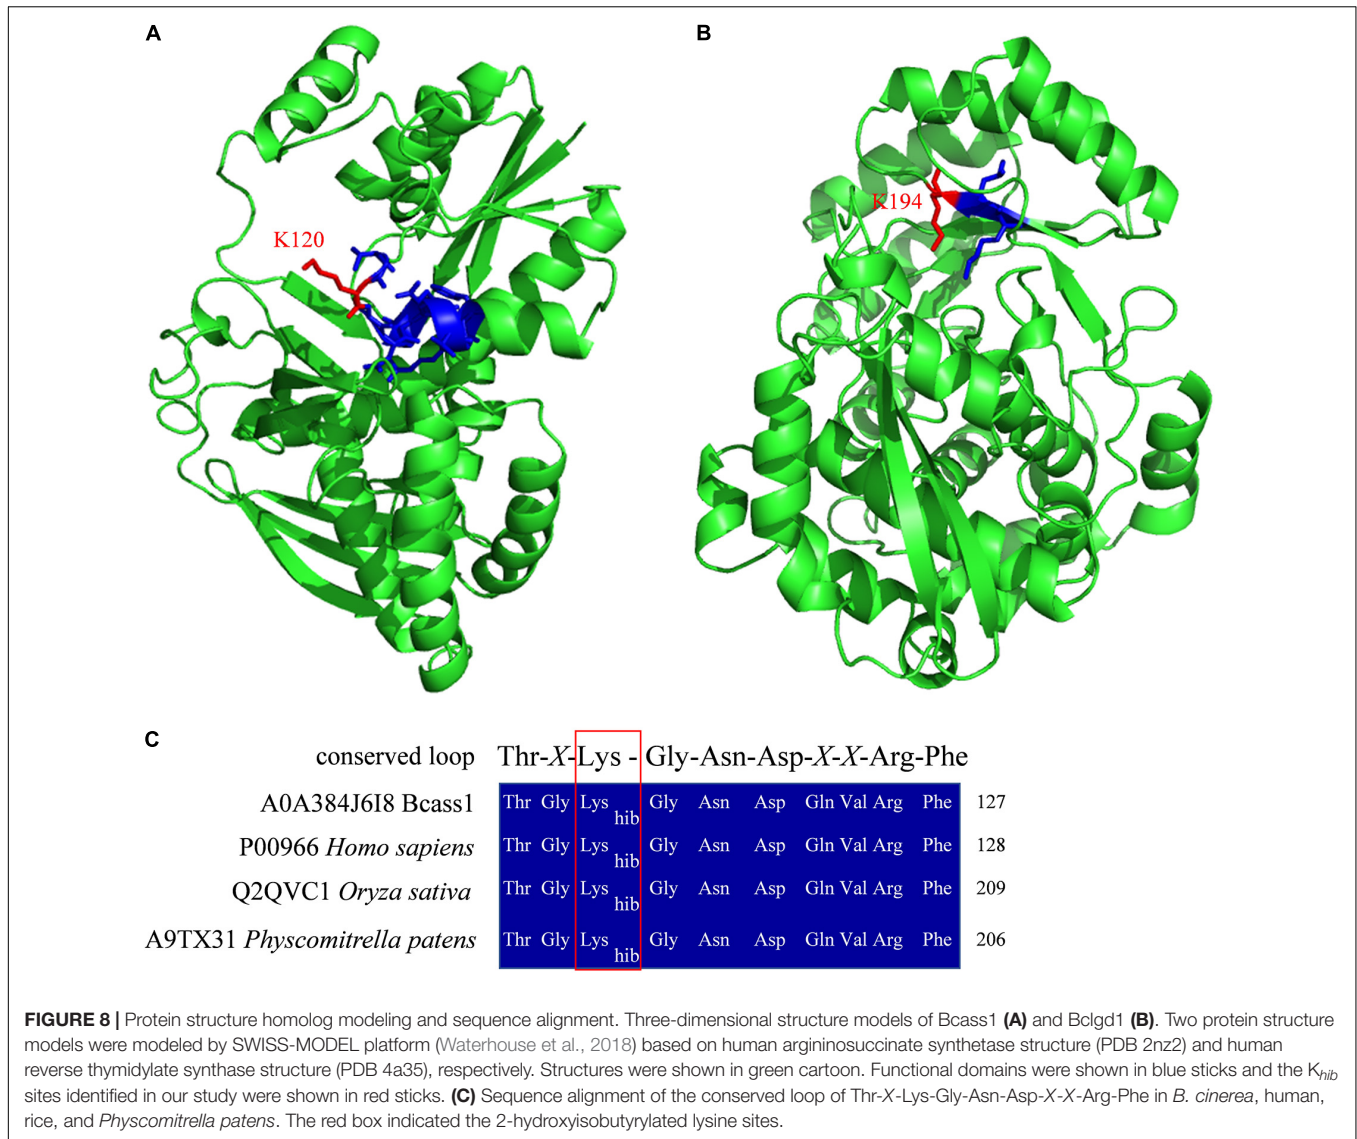 A
B
K120
K194
C
conserved loop Thr-X-Lys - Gly-Asn-Asp-X-X-Arg-Phe
A0A384J6I8 Bcass1 Thr Gly Lys hib Gly Asn Asp Gln Val Arg Phe 127
P00966 Homo sapiens Thr Gly Lys hib Gly Asn Asp Gln Val Arg Phe 128
Q2QVC1 Oryza sativa Thr Gly Lys hib Gly Asn Asp Gln Val Arg Phe 209
A9TX31 Physcomitrella patens Thr Gly Lys hib Gly Asn Asp Gln Val Arg Phe 206
FIGURE 8 | Protein structure homolog modeling and sequence alignment. Three-dimensional structure models of Bcass1 (A) and Bclgd1 (B). Two protein structure
models were modeled by SWISS-MODEL platform (Waterhouse et al., 2018) based on human argininosuccinate synthetase structure (PDB 2nz2) and human
reverse thymidylate synthase structure (PDB 4a35), respectively. Structures were shown in green cartoon. Functional domains were shown in blue sticks and the Khib
sites identified in our study were shown in red sticks. (C) Sequence alignment of the conserved loop of Thr-X-Lys-Gly-Asn-Asp-X-X-Arg-Phe in B. cinerea, human,
rice, and Physcomitrella patens. The red box indicated the 2-hydroxyisobutyrylated lysine sites.